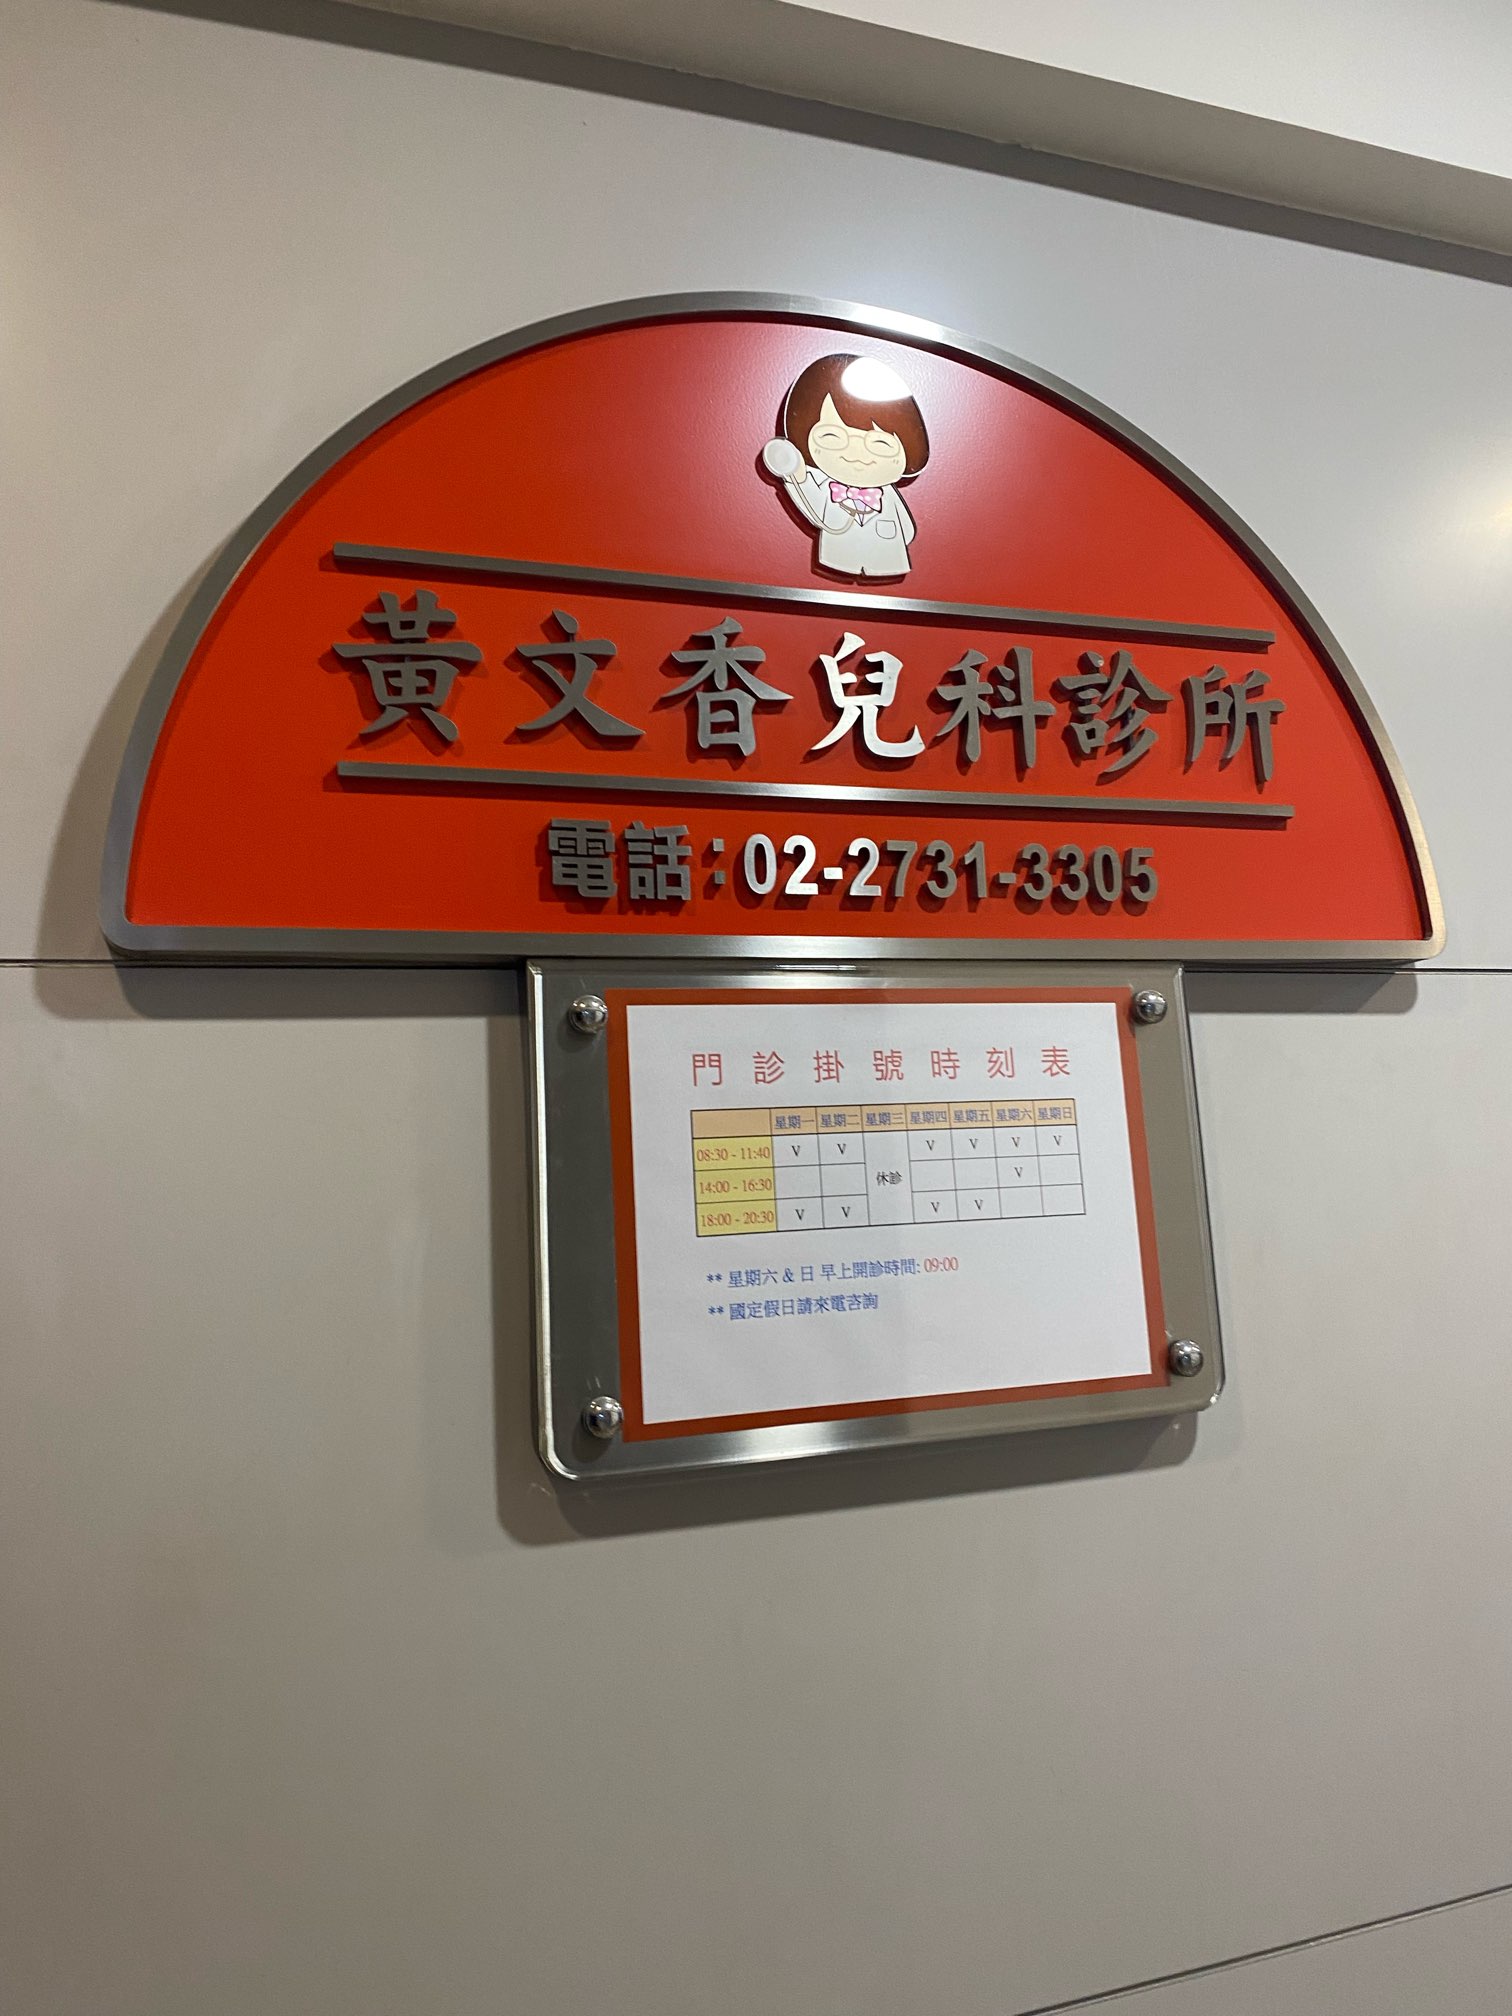 黃文香兒科診所
電話：02-2731-3305
門診掛號時刻表
星期一 星期二 星期三 星期四 星期五 星期六 星期日
08:30 - 11:40 V V 休診 V V V V
14:00 - 16:30 V
18:00 - 20:30 V V V V
** 星期六 & 日 早上開診時間: 09:00
** 國定假日請來電咨詢